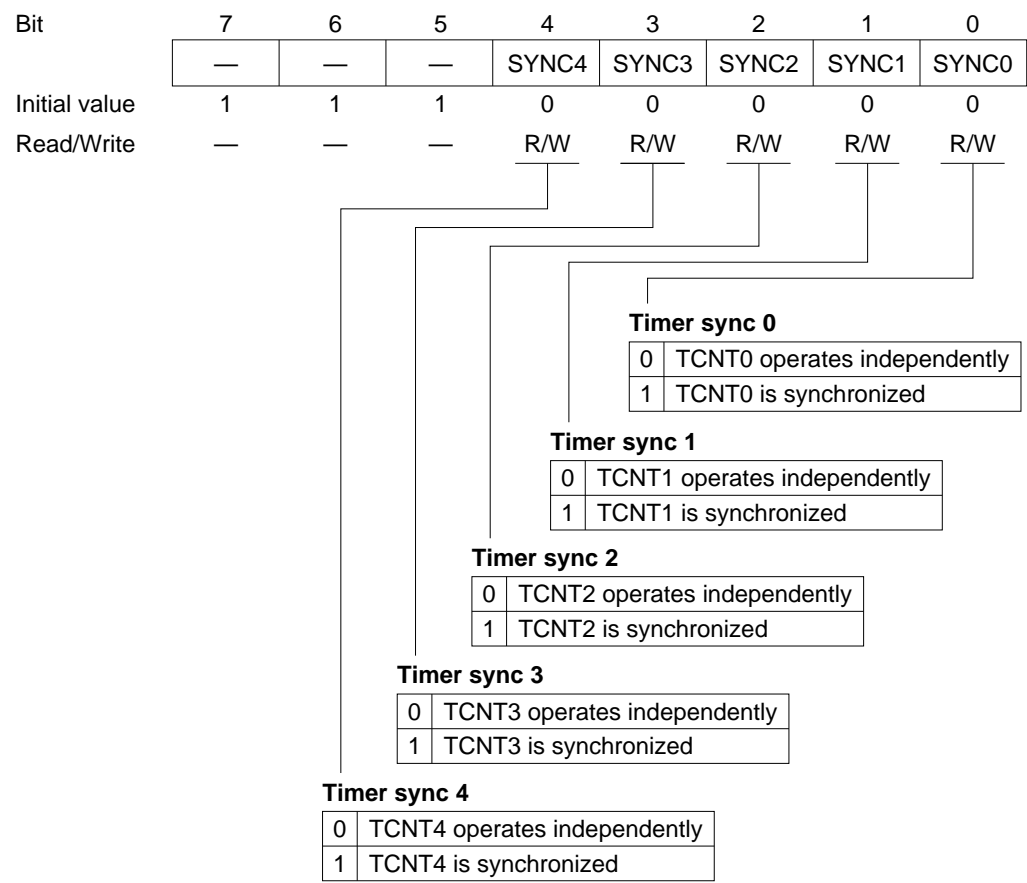 Bit 7 6 5 4 3 2 1 0
— — — SYNC4 SYNC3 SYNC2 SYNC1 SYNC0
Initial value 1 1 1 0 0 0 0 0
Read/Write — — — R/W R/W R/W R/W R/W
Timer sync 0
0 TCNT0 operates independently
1 TCNT0 is synchronized
Timer sync 1
0 TCNT1 operates independently
1 TCNT1 is synchronized
Timer sync 2
0 TCNT2 operates independently
1 TCNT2 is synchronized
Timer sync 3
0 TCNT3 operates independently
1 TCNT3 is synchronized
Timer sync 4
0 TCNT4 operates independently
1 TCNT4 is synchronized